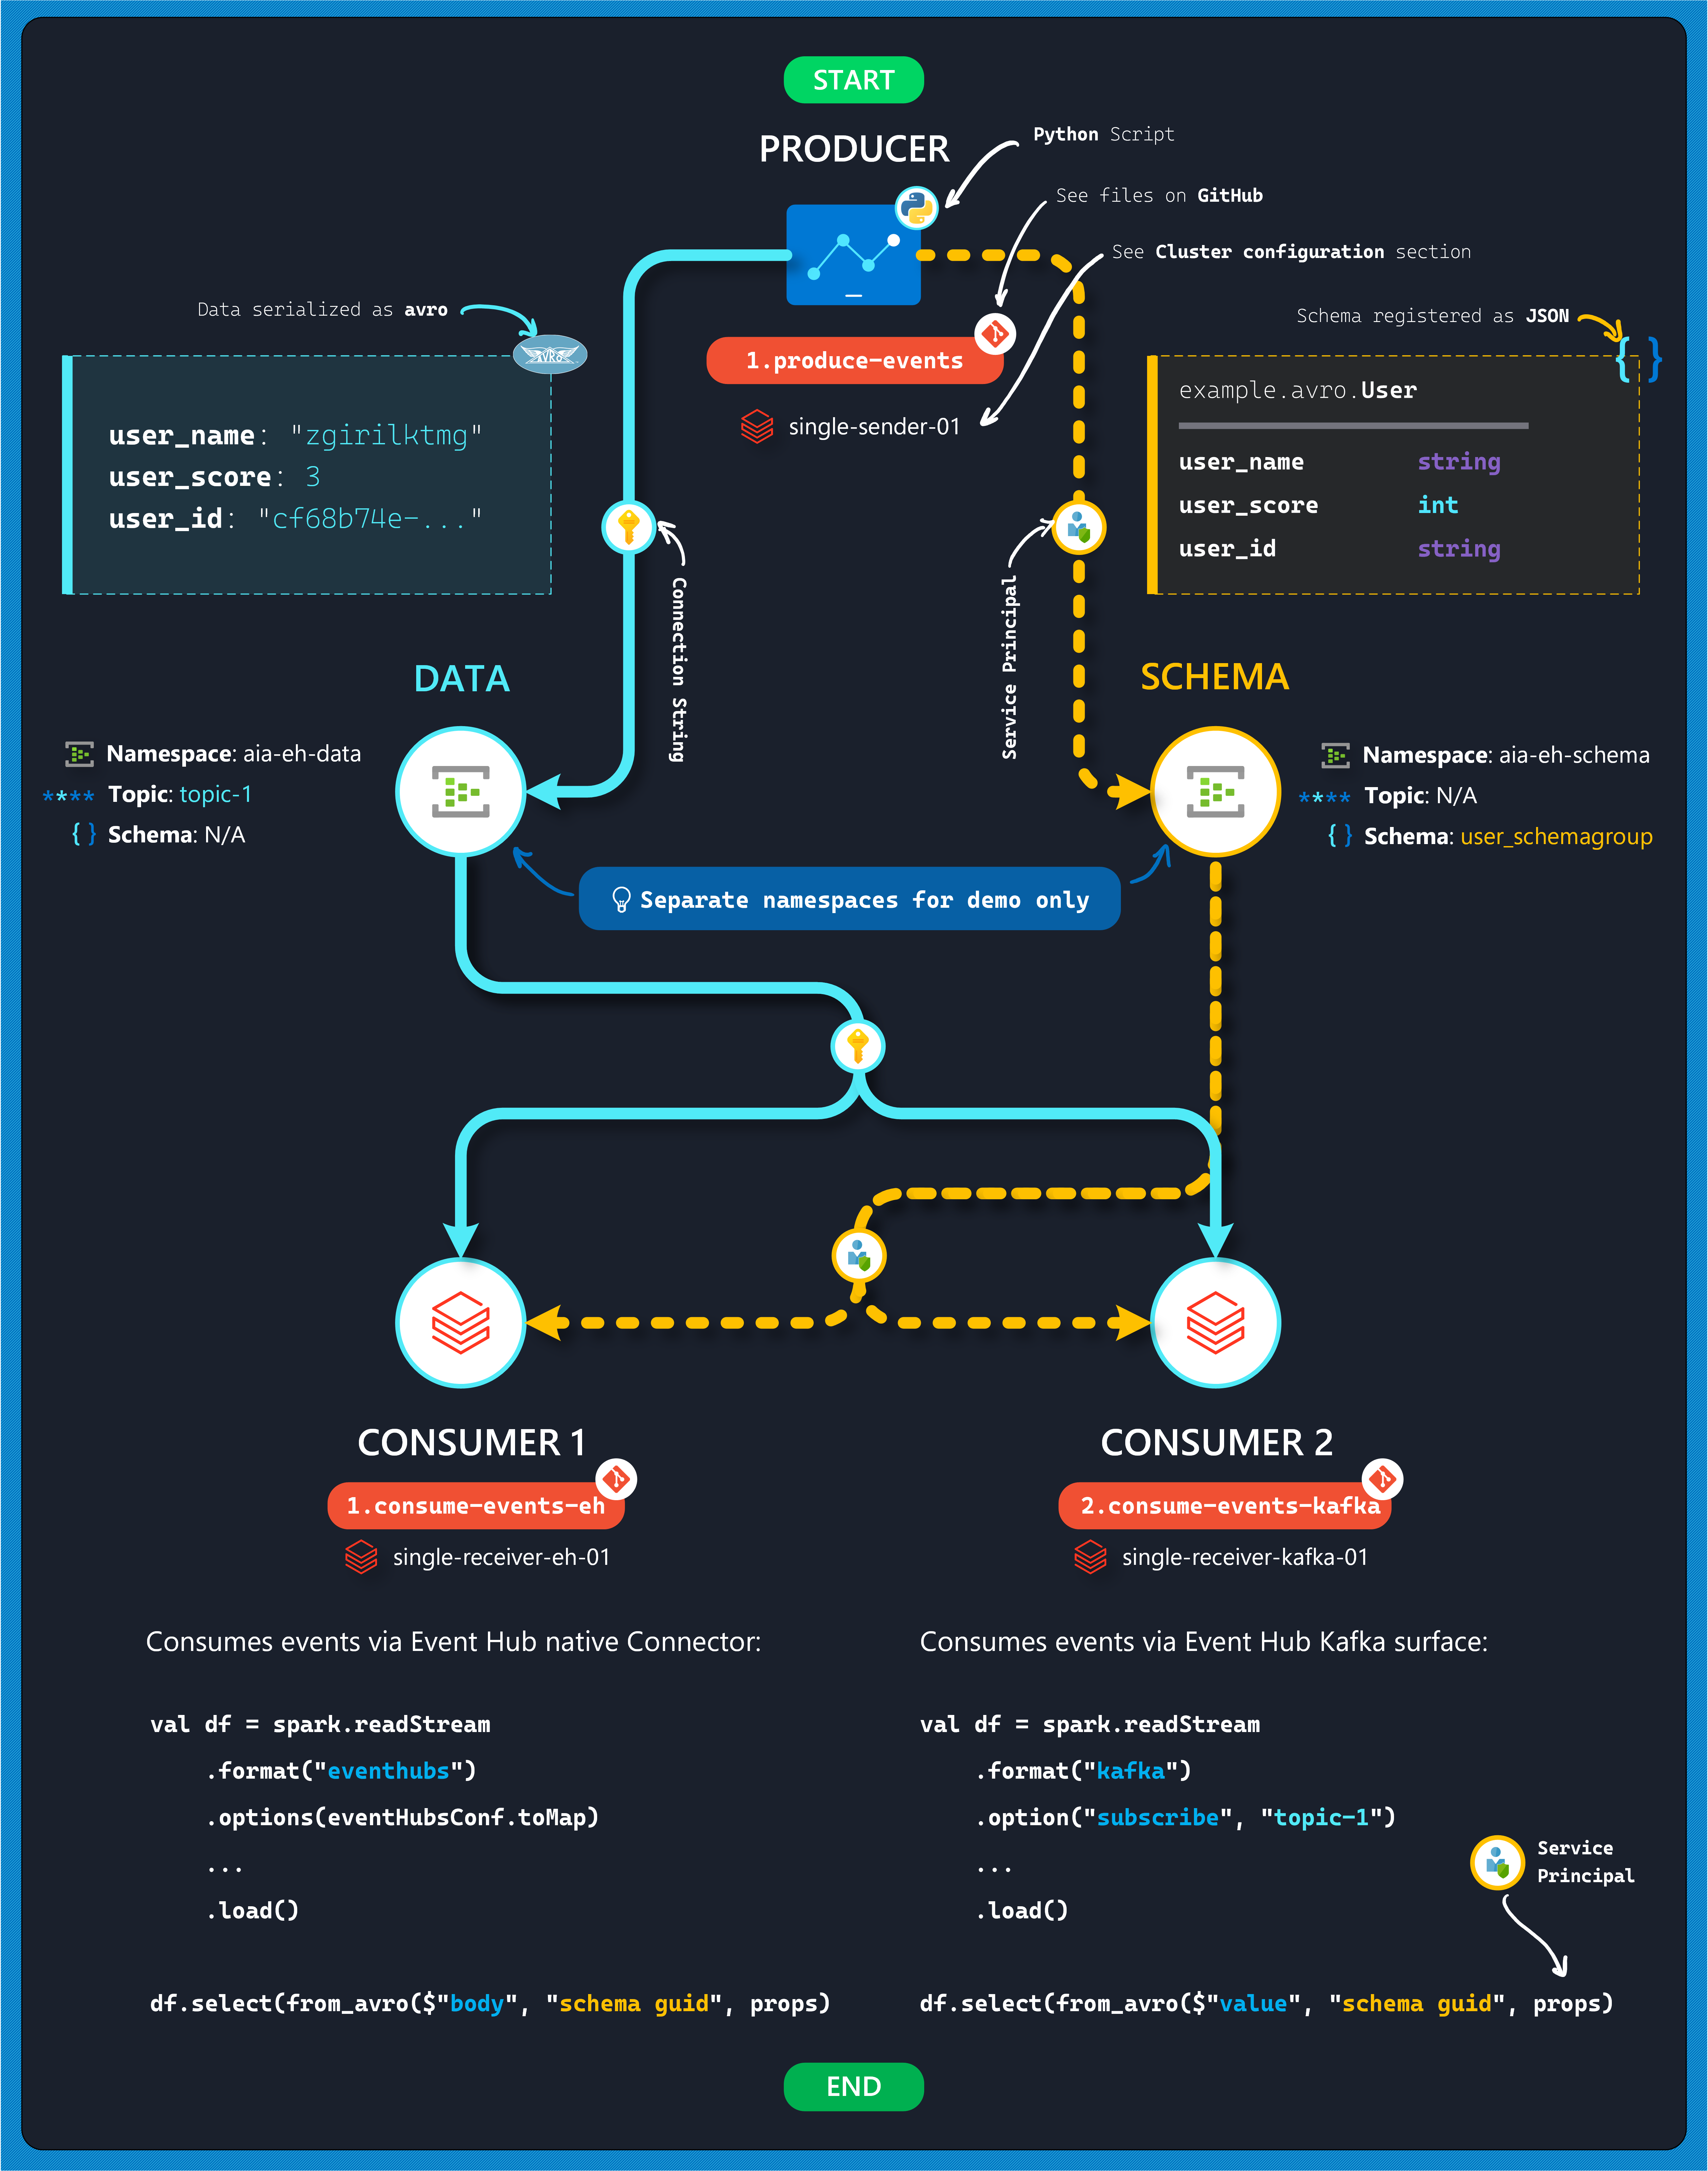 START
PRODUCER
Python Script
See files on GitHub
See Cluster configuration section
Data serialized as avro
AVRO
user_name: "zgirilktmg"
user_score: 3
user_id: "cf68b74e-..."
1.produce-events
single-sender-01
Schema registered as JSON
{ }
example.avro.User
user_name string
user_score int
user_id string
Connection String
Service Principal
DATA
Namespace: aia-eh-data
**** Topic: topic-1
{ } Schema: N/A
SCHEMA
Namespace: aia-eh-schema
**** Topic: N/A
{ } Schema: user_schemagroup
Separate namespaces for demo only
CONSUMER 1
1.consume-events-eh
single-receiver-eh-01
CONSUMER 2
2.consume-events-kafka
single-receiver-kafka-01
Consumes events via Event Hub native Connector:
val df = spark.readStream
.format("eventhubs")
.options(eventHubsConf.toMap)
...
.load()
df.select(from_avro($"body", "schema guid", props)
Consumes events via Event Hub Kafka surface:
val df = spark.readStream
.format("kafka")
.option("subscribe", "topic-1")
...
.load()
Service
Principal
df.select(from_avro($"value", "schema guid", props)
END